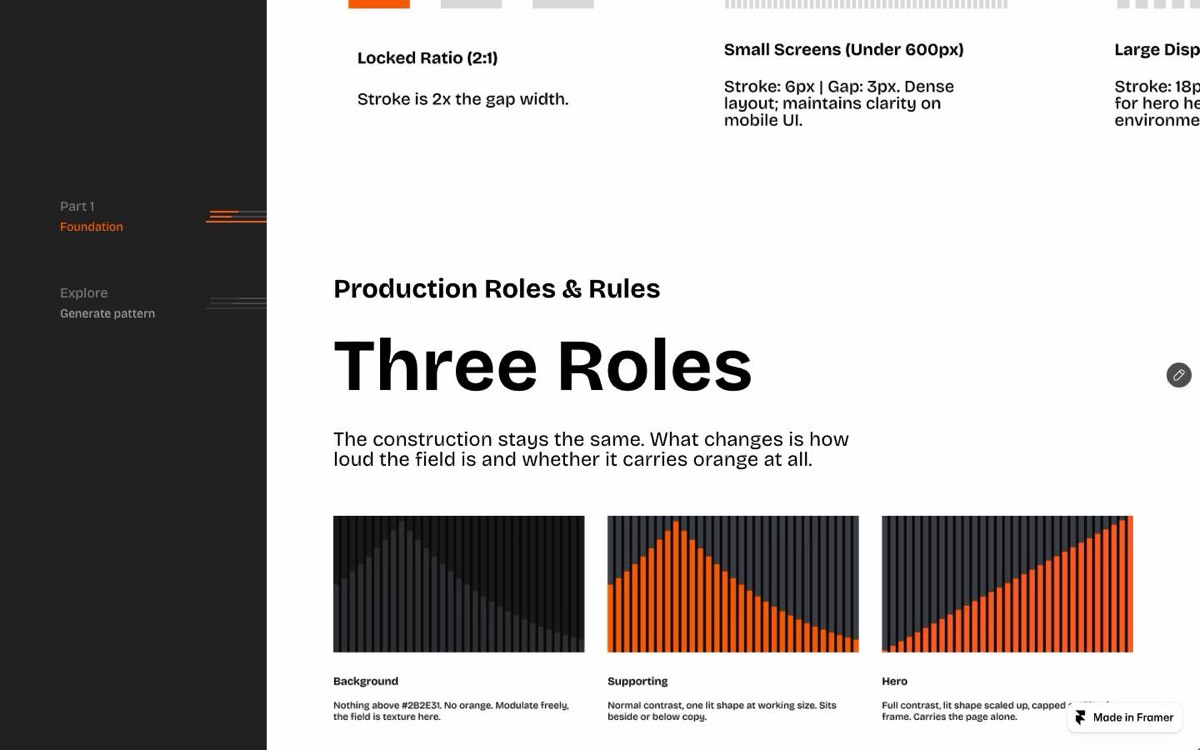 Locked Ratio (2:1)
Stroke is 2x the gap width.
Small Screens (Under 600px)
Stroke: 6px | Gap: 3px. Dense
layout; maintains clarity on
mobile UI.
Large
Stroke:
for hero
Part 1
Foundation
Explore
Generate pattern
Production Roles & Rules
Three Roles
The construction stays the same. What changes is how
loud the field is and whether it carries orange at all.
Background
Nothing above #2B2E31. No orange. Modulate freely,
the field is texture here.
Supporting
Normal contrast, one lit shape at working size. Sits
beside or below copy.
Hero
Full contrast, lit shape scaled up, capped
frame. Carries the page alone.
Made in Framer